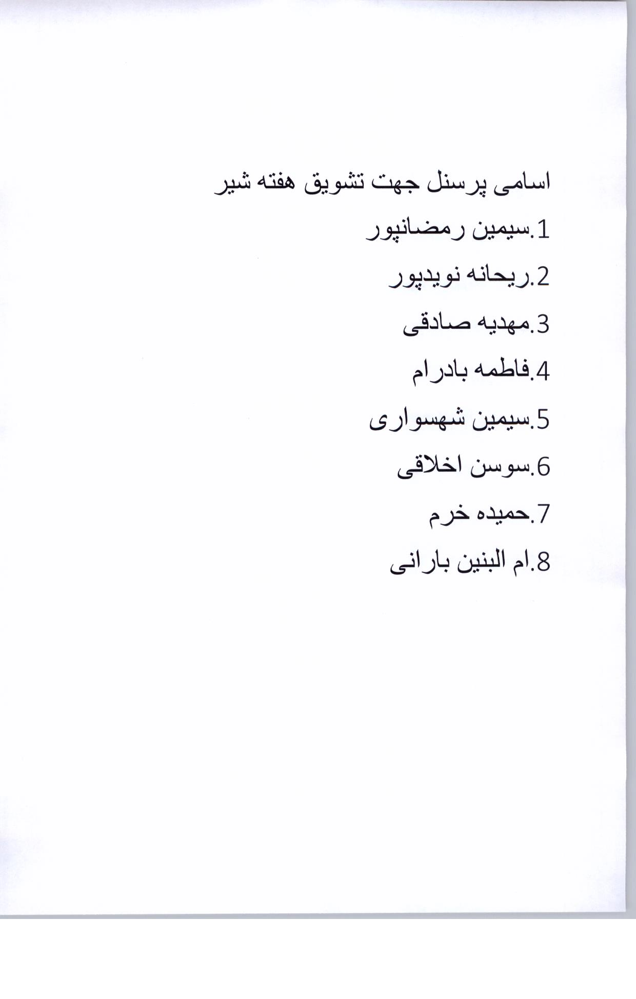 اسامی پرسنل جهت تشویق هفته شیر
1.سیمین رمضانپور
2.ریحانه نویدپور
3.مهدیه صادقی
4.فاطمه بادرام
5.سیمین شهسواری
6.سوسن اخلاقی
7.حمیده خرم
8.ام البنین بارانی